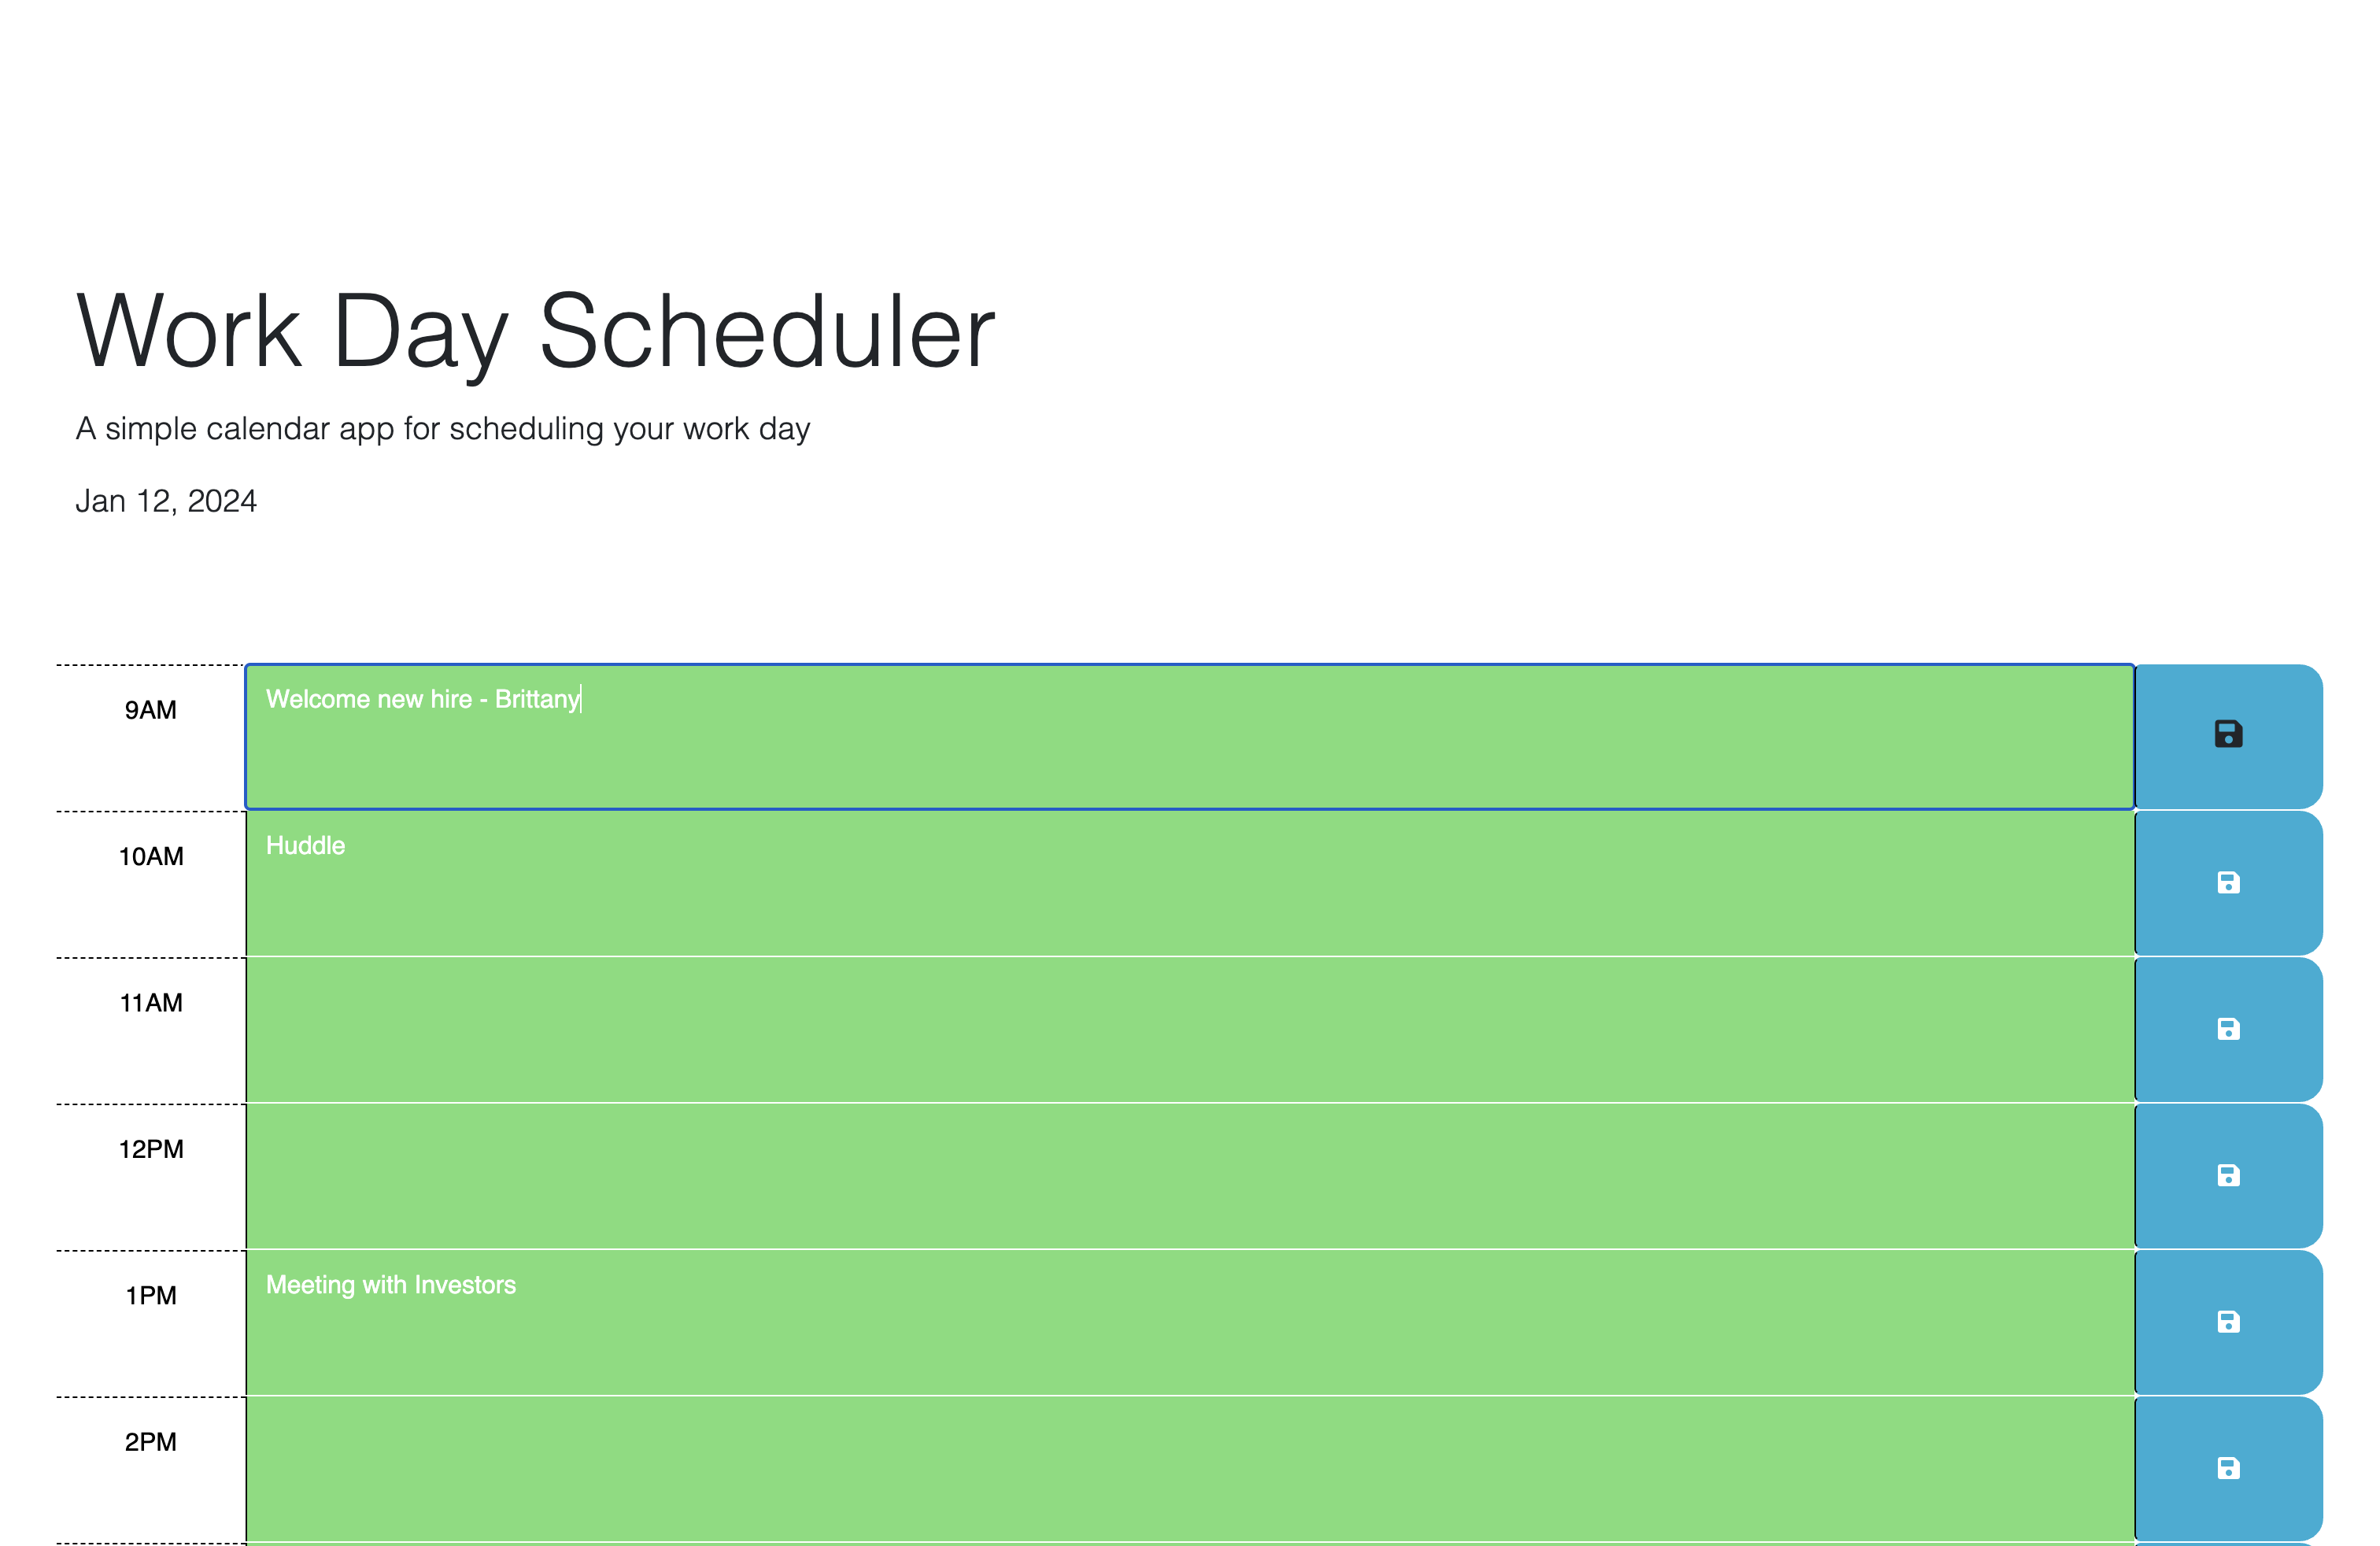 Work Day Scheduler
A simple calendar app for scheduling your work day
Jan 12, 2024
9AM
Welcome new hire - Brittany
10AM
Huddle
11AM
12PM
1PM
Meeting with Investors
2PM